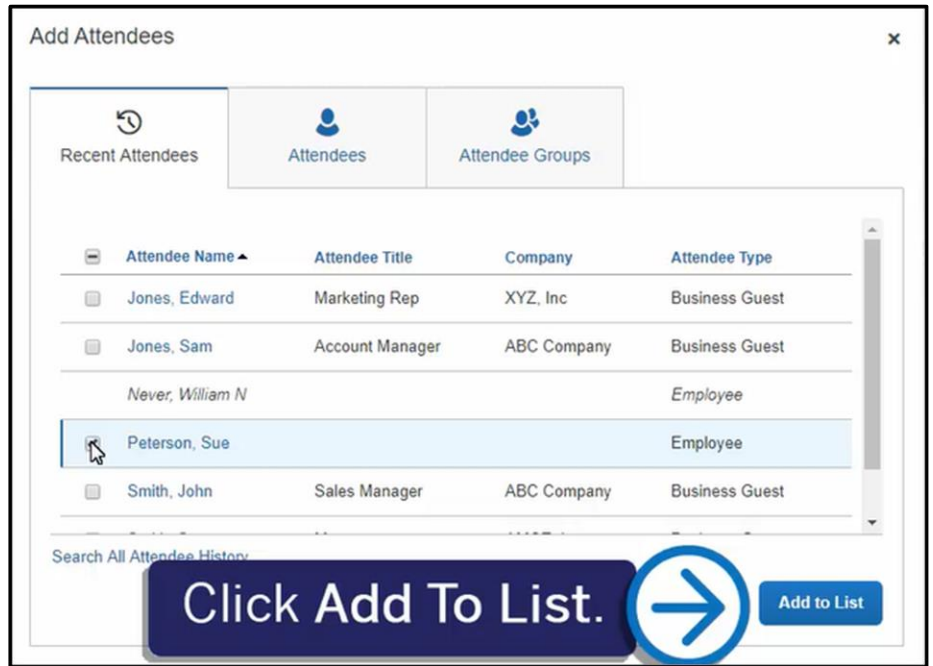 Add Attendees
×
Recent Attendees Attendees Attendee Groups
Attendee Name Attendee Title Company Attendee Type
Jones, Edward Marketing Rep XYZ, Inc Business Guest
Jones, Sam Account Manager ABC Company Business Guest
Never, William N Employee
Peterson, Sue Employee
Smith, John Sales Manager ABC Company Business Guest
Search All Attendee History
Click Add To List.
Add to List